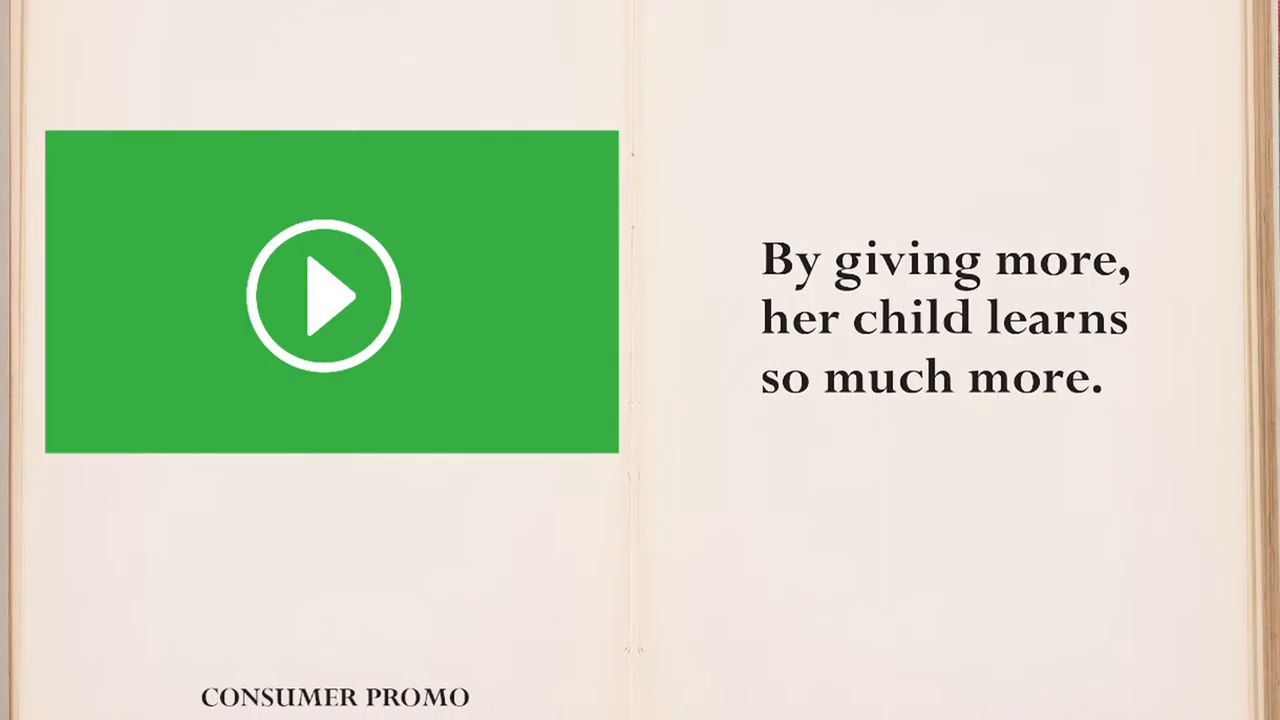 By giving more,
her child learns
so much more.
CONSUMER PROMO